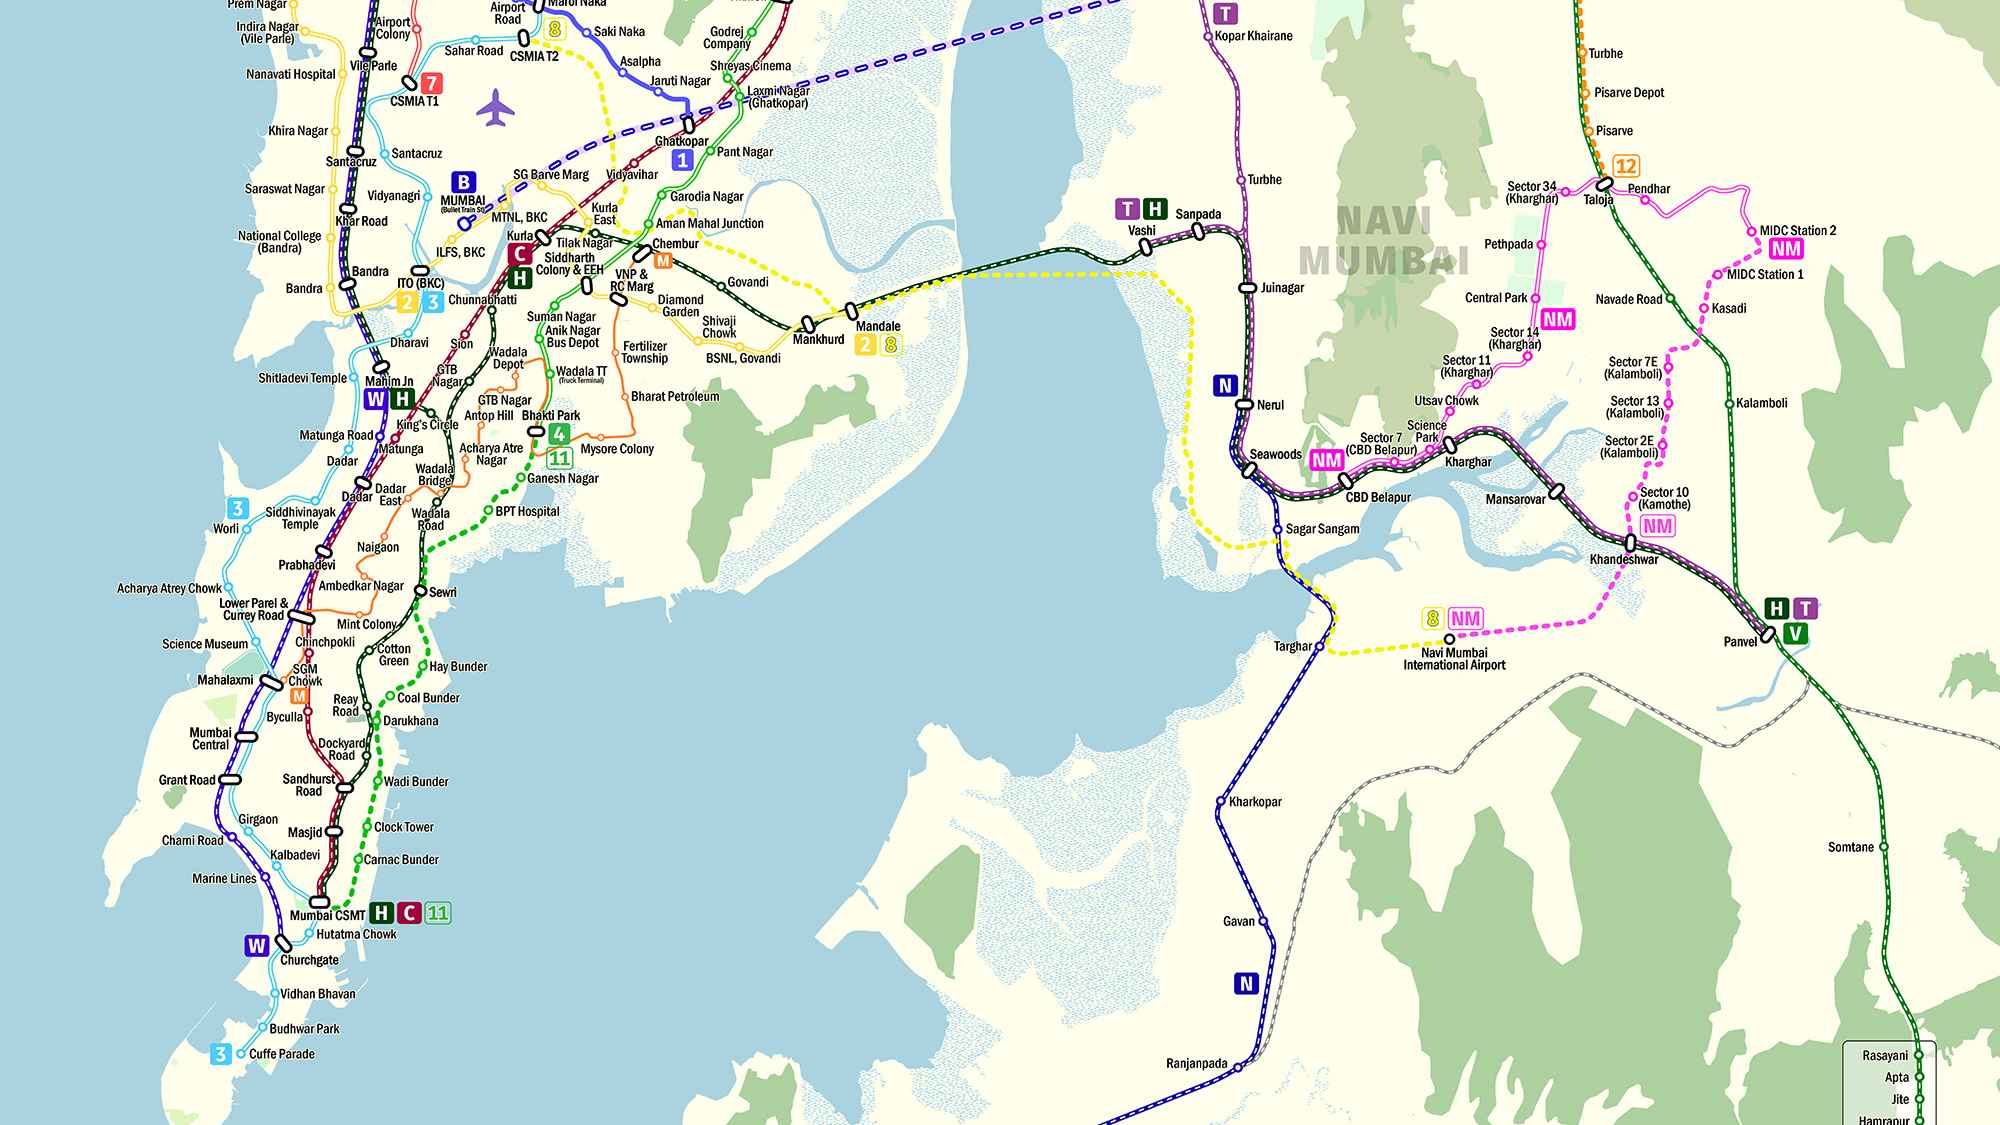 Prem Nagar
Indira Nagar
(Vile Parle)
Nanavati Hospital
Khira Nagar
Saraswat Nagar
National College
(Bandra)
Bandra
Airport
Colony
Vile Parle
CSMIA T1
7
Santacruz
Khar Road
Bandra
Airport
Road
Marol Naka
8
Sahar Road
CSMIA T2
Saki Naka
Asalpha
Jaruti Nagar
Godrej
Company
Shreyas Cinema
Laxmi Nagar
(Ghatkopar)
Ghatkopar
1
Pant Nagar
Vidyavihar
Garodia Nagar
Aman Mahal Junction
Santacruz
Vidyanagri
B
MUMBAI
(Bullet Train St)
SG Barve Marg
MTNL, BKC
Kurla
East
Kurla
Tilak Nagar
C
H
ILFS, BKC
ITO (BKC)
2
3
Siddharth
Colony & EEH
Chembur
M
VNP &
RC Marg
Govandi
Diamond
Garden
Shivaji
Chowk
BSNL, Govandi
Mankhurd
Mandale
2
8
Chunnabhatti
Suman Nagar
Anik Nagar
Bus Depot
Fertilizer
Township
Wadala TT
(Truck Terminal)
Bharat Petroleum
Mysore Colony
Dharavi
Sion
Wadala
Depot
GTB
Nagar
GTB Nagar
Antop Hill
Bhakti Park
4
11
Shitladevi Temple
Mahim Jn
W
H
King's Circle
Matunga Road
Matunga
Acharya Atre
Nagar
Wadala
Bridge
Ganesh Nagar
BPT Hospital
Dadar
Dadar
Dadar
East
Wadala
Road
3
Worli
Siddhivinayak
Temple
Prabhadevi
Naigaon
Ambedkar Nagar
Sewri
Acharya Atrey Chowk
Lower Parel &
Currey Road
Mint Colony
Chinchpokli
Cotton
Green
Science Museum
Hay Bunder
Mahalaxmi
SGM
Chowk
M
Coal Bunder
Reay
Road
Byculla
Darukhana
Mumbai
Central
Dockyard
Road
Grant Road
Sandhurst
Road
Wadi Bunder
Girgaon
Masjid
Clock Tower
Charni Road
Kalbadevi
Carnac Bunder
Marine Lines
Mumbai CSMT
H
C
11
Hutatma Chowk
W
Churchgate
Vidhan Bhavan
Budhwar Park
3
Cuffe Parade
T
Kopar Khairane
Turbhe
T
H
Vashi
Sanpada
Juinagar
N
Nerul
Seawoods
NM
Sector 7
(CBD Belapur)
CBD Belapur
Science
Park
Utsav Chowk
Sector 11
(Kharghar)
Sector 14
(Kharghar)
NM
Central Park
Pethpada
Sector 34
(Kharghar)
NAVI
MUMBAI
Turbhe
Pisarve Depot
Pisarve
12
Taloja
Pendhar
MIDC Station 2
NM
MIDC Station 1
Kasadi
Navade Road
Sector 7E
(Kalamboli)
Sector 13
(Kalamboli)
Kalamboli
Sector 2E
(Kalamboli)
Sector 10
(Kamothe)
NM
Kharghar
Mansarovar
Khandeshwar
H
T
V
Panvel
Sagar Sangam
Targhar
8
NM
Navi Mumbai
International Airport
Kharkopar
Gavan
N
Ranjanpada
Somtane
Rasayani
Apta
Jite
Hamrapur